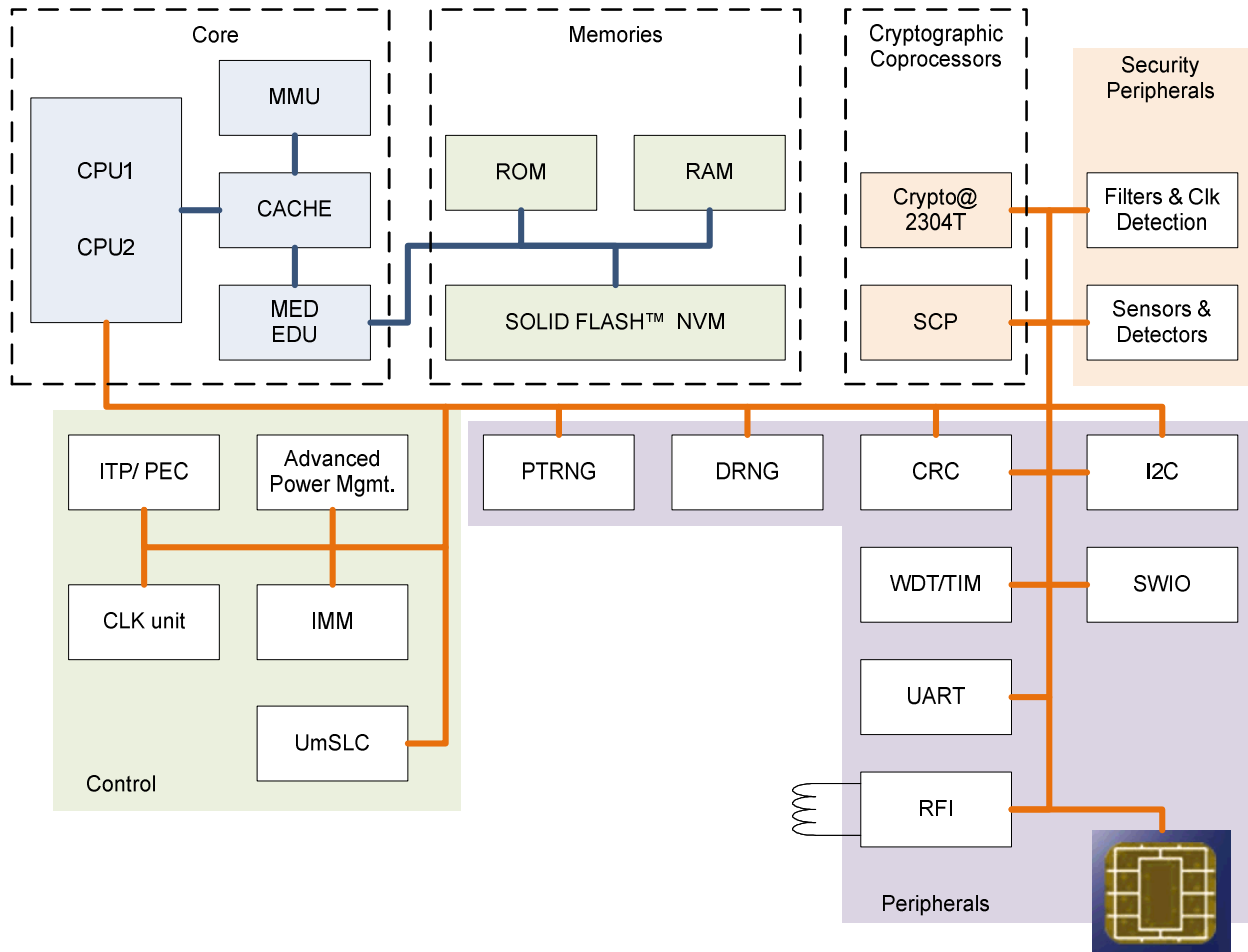 Core
Memories
Cryptographic
Coprocessors
Security
Peripherals
MMU
CPU1
CPU2
CACHE
MED
EDU
ROM
RAM
SOLID FLASH™ NVM
Crypto@
2304T
SCP
Filters & Clk
Detection
Sensors &
Detectors
ITP/ PEC
Advanced
Power Mgmt.
CLK unit
IMM
UmSLC
Control
PTRNG
DRNG
CRC
I2C
WDT/TIM
SWIO
UART
RFI
Peripherals